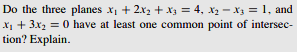 Do the three planes x₁ + 2x₂ + x₃ = 4, x₂ − x₃ = 1, and
x₁ + 3x₂ = 0 have at least one common point of intersec-
tion? Explain.